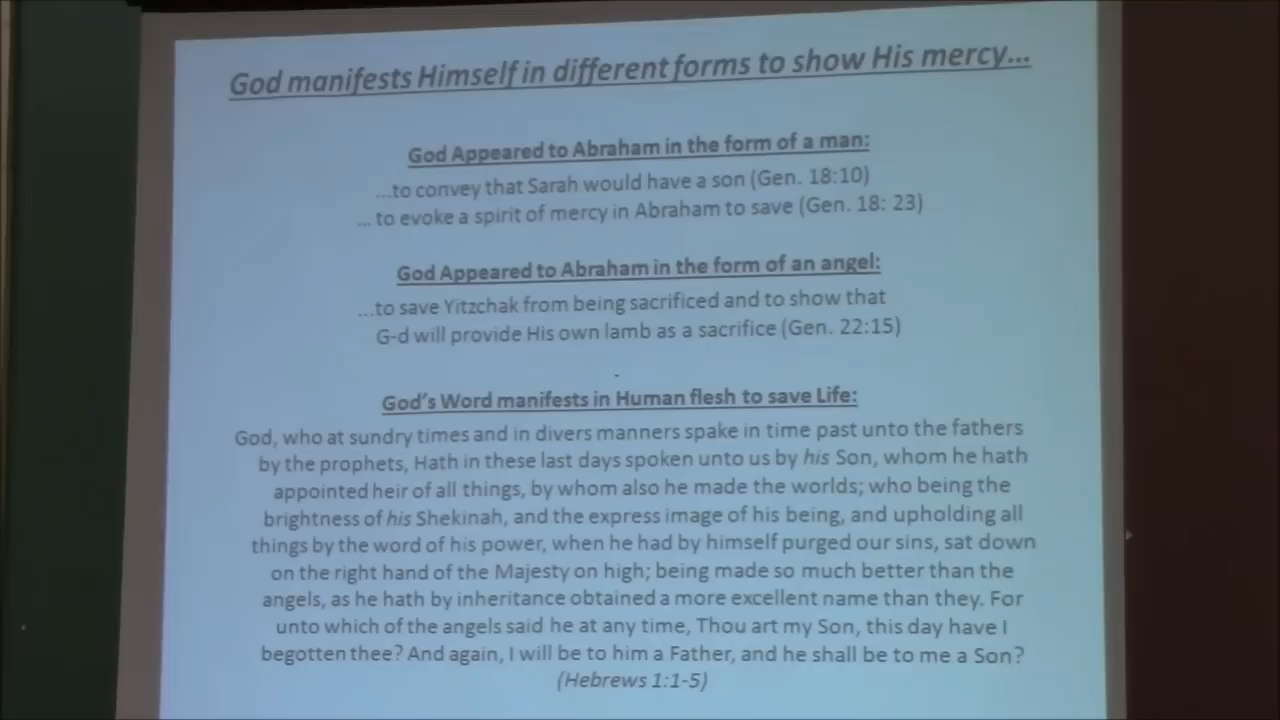 God manifests Himself in different forms to show His mercy...
God Appeared to Abraham in the form of a man:
...to convey that Sarah would have a son (Gen. 18:10)
... to evoke a spirit of mercy in Abraham to save (Gen. 18: 23)
God Appeared to Abraham in the form of an angel:
...to save Yitzchak from being sacrificed and to show that
G-d will provide His own lamb as a sacrifice (Gen. 22:15)
God's Word manifests in Human flesh to save Life:
God, who at sundry times and in divers manners spake in time past unto the fathers
by the prophets, Hath in these last days spoken unto us by his Son, whom he hath
appointed heir of all things, by whom also he made the worlds; who being the
brightness of his Shekinah, and the express image of his being, and upholding all
things by the word of his power, when he had by himself purged our sins, sat down
on the right hand of the Majesty on high; being made so much better than the
angels, as he hath by inheritance obtained a more excellent name than they. For
unto which of the angels said he at any time, Thou art my Son, this day have I
begotten thee? And again, I will be to him a Father, and he shall be to me a Son?
(Hebrews 1:1-5)